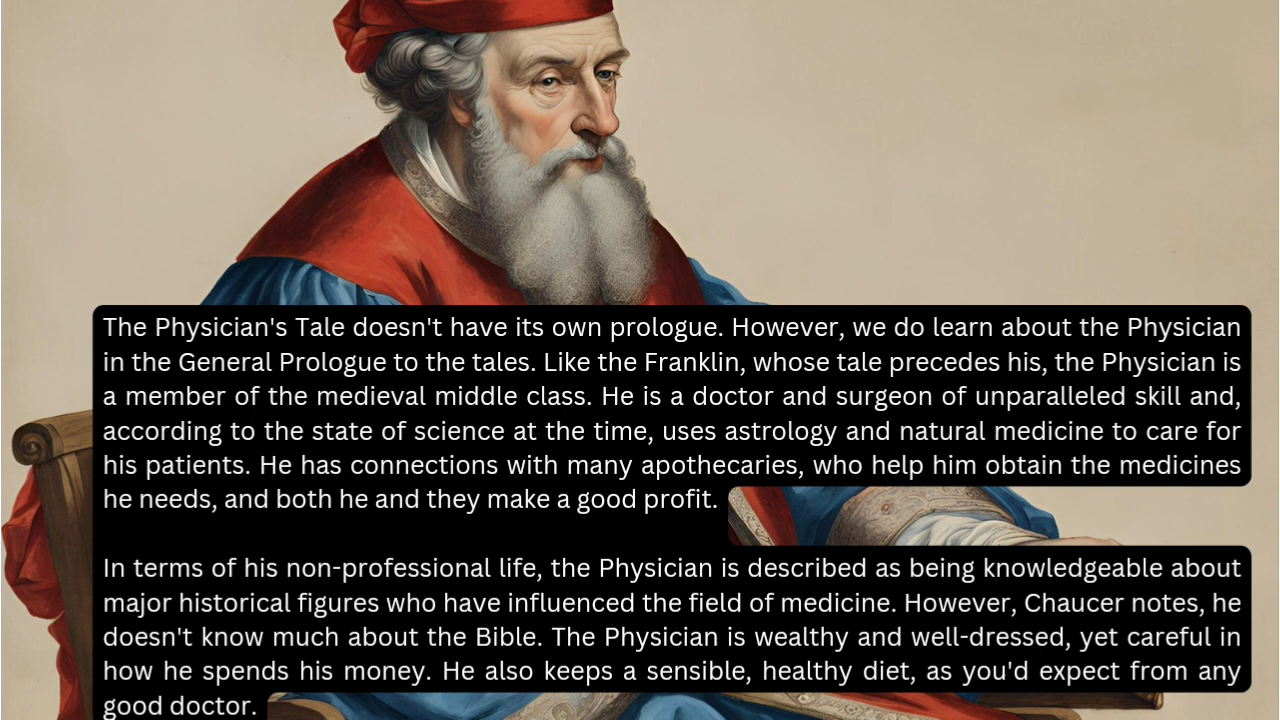 The Physician's Tale doesn't have its own prologue. However, we do learn about the Physician
in the General Prologue to the tales. Like the Franklin, whose tale precedes his, the Physician is
a member of the medieval middle class. He is a doctor and surgeon of unparalleled skill and,
according to the state of science at the time, uses astrology and natural medicine to care for
his patients. He has connections with many apothecaries, who help him obtain the medicines
he needs, and both he and they make a good profit.
In terms of his non-professional life, the Physician is described as being knowledgeable about
major historical figures who have influenced the field of medicine. However, Chaucer notes, he
doesn't know much about the Bible. The Physician is wealthy and well-dressed, yet careful in
how he spends his money. He also keeps a sensible, healthy diet, as you'd expect from any
good doctor.